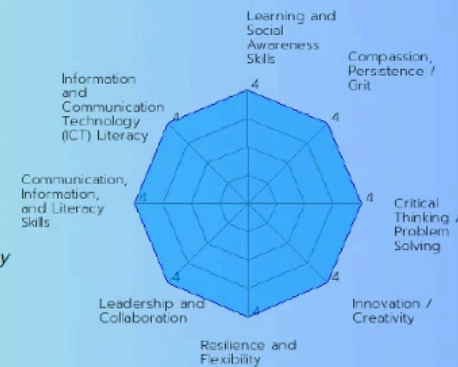 Learning and
Social
Awareness
Skills
4
Compassion,
Persistence /
Grit
4
Information
and
Communication
Technology
(ICT) Literacy
4
Communication,
Information,
and Literacy
Skills
4
4
Critical
Thinking /
Problem
Solving
y
Leadership and
Collaboration
4
4
Innovation /
Creativity
4
Resilience and
Flexibility